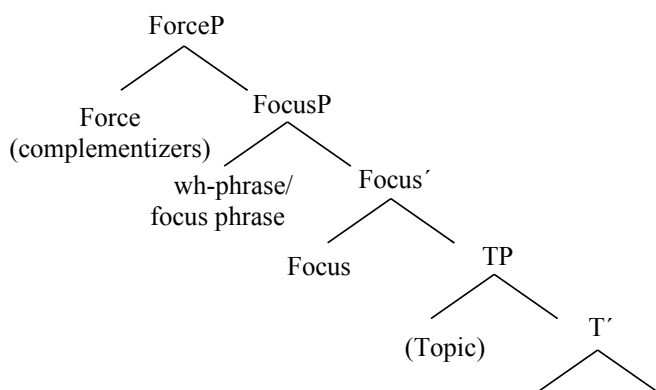 ForceP
Force
(complementizers)
FocusP
wh-phrase/
focus phrase
Focus´
Focus
TP
(Topic)
T´